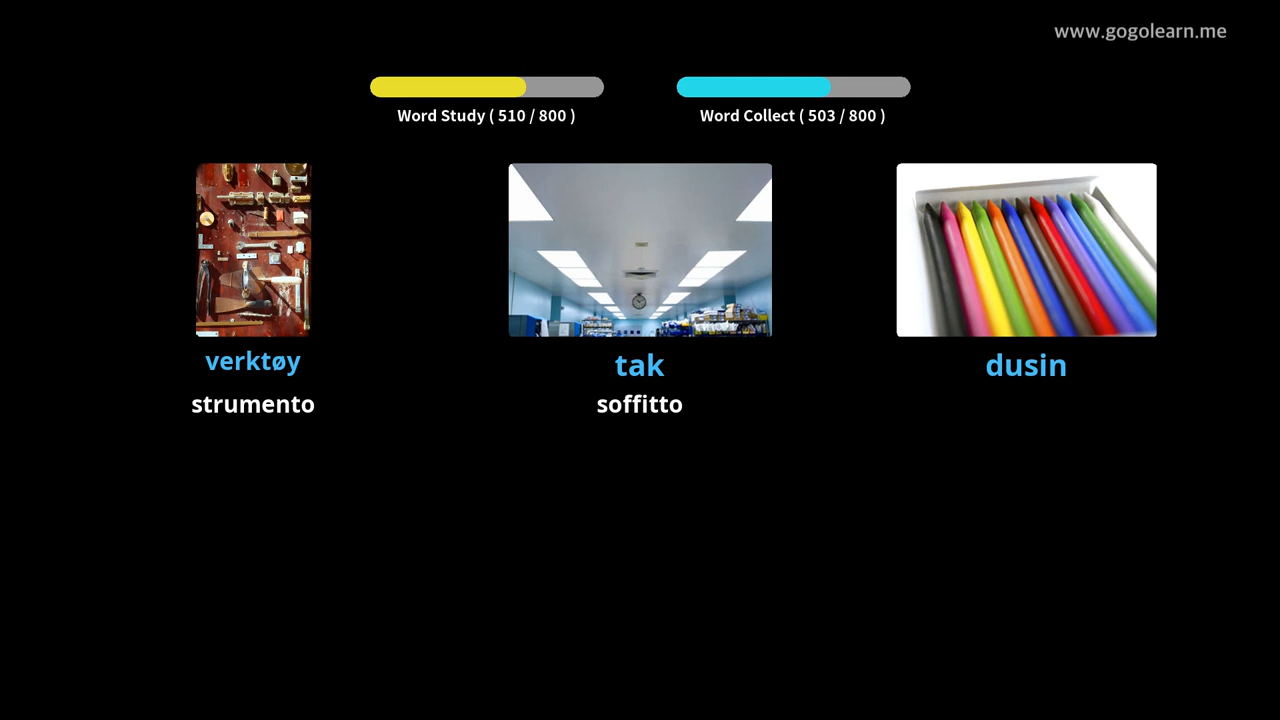 www.gogolearn.me
Word Study ( 510 / 800 )
Word Collect ( 503 / 800 )
verktøy
tak
dusin
strumento
soffitto